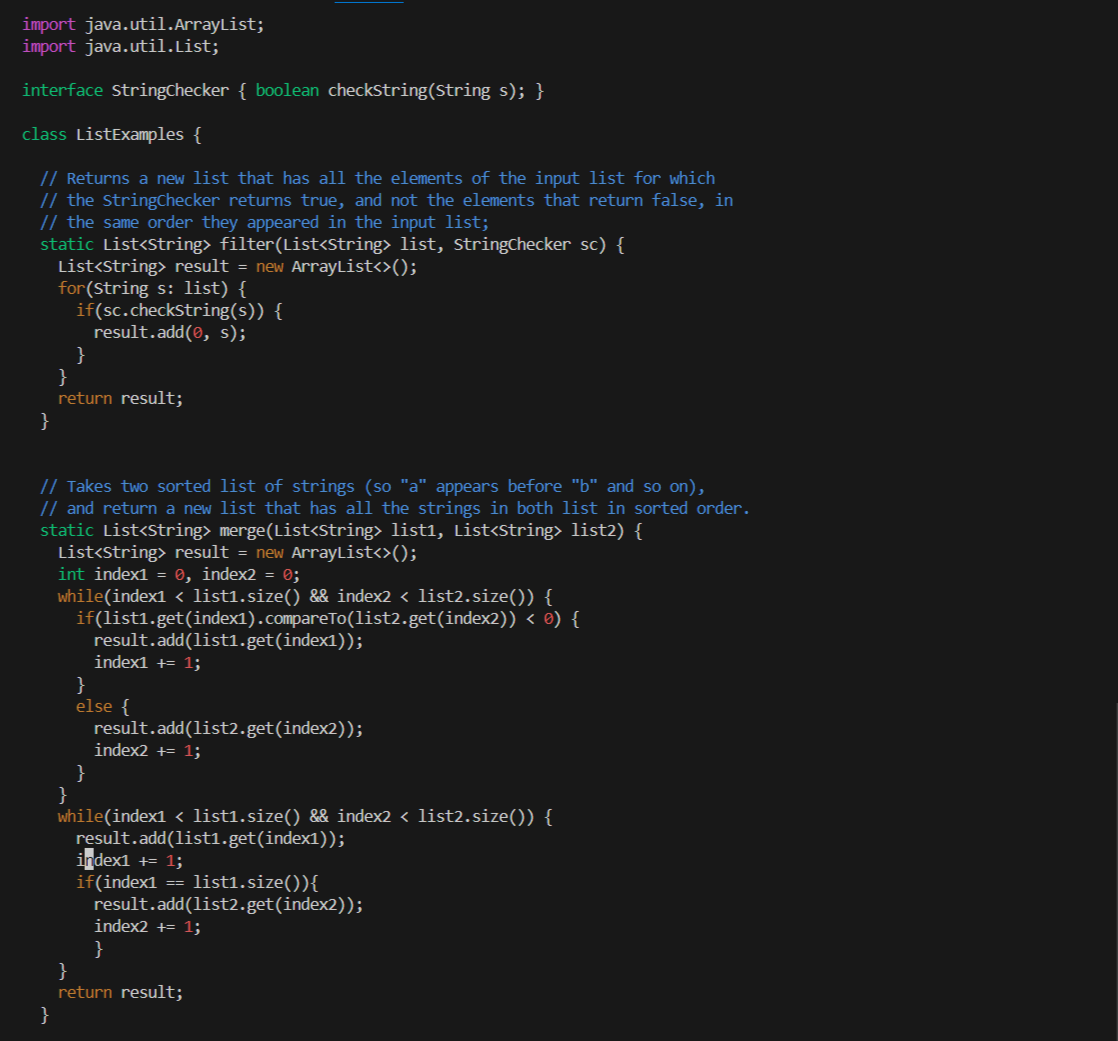 import java.util.ArrayList;
import java.util.List;

interface StringChecker { boolean checkString(String s); }

class ListExamples {

  // Returns a new list that has all the elements of the input list for which
  // the StringChecker returns true, and not the elements that return false, in
  // the same order they appeared in the input list;
  static List<String> filter(List<String> list, StringChecker sc) {
    List<String> result = new ArrayList<>();
    for(String s: list) {
      if(sc.checkString(s)) {
        result.add(0, s);
      }
    }
    return result;
  }


  // Takes two sorted list of strings (so "a" appears before "b" and so on),
  // and return a new list that has all the strings in both list in sorted order.
  static List<String> merge(List<String> list1, List<String> list2) {
    List<String> result = new ArrayList<>();
    int index1 = 0, index2 = 0;
    while(index1 < list1.size() && index2 < list2.size()) {
      if(list1.get(index1).compareTo(list2.get(index2)) < 0) {
        result.add(list1.get(index1));
        index1 += 1;
      }
      else {
        result.add(list2.get(index2));
        index2 += 1;
      }
    }
    while(index1 < list1.size() && index2 < list2.size()) {
      result.add(list1.get(index1));
      index1 += 1;
      if(index1 == list1.size()){
        result.add(list2.get(index2));
        index2 += 1;
        }
    }
    return result;
  }